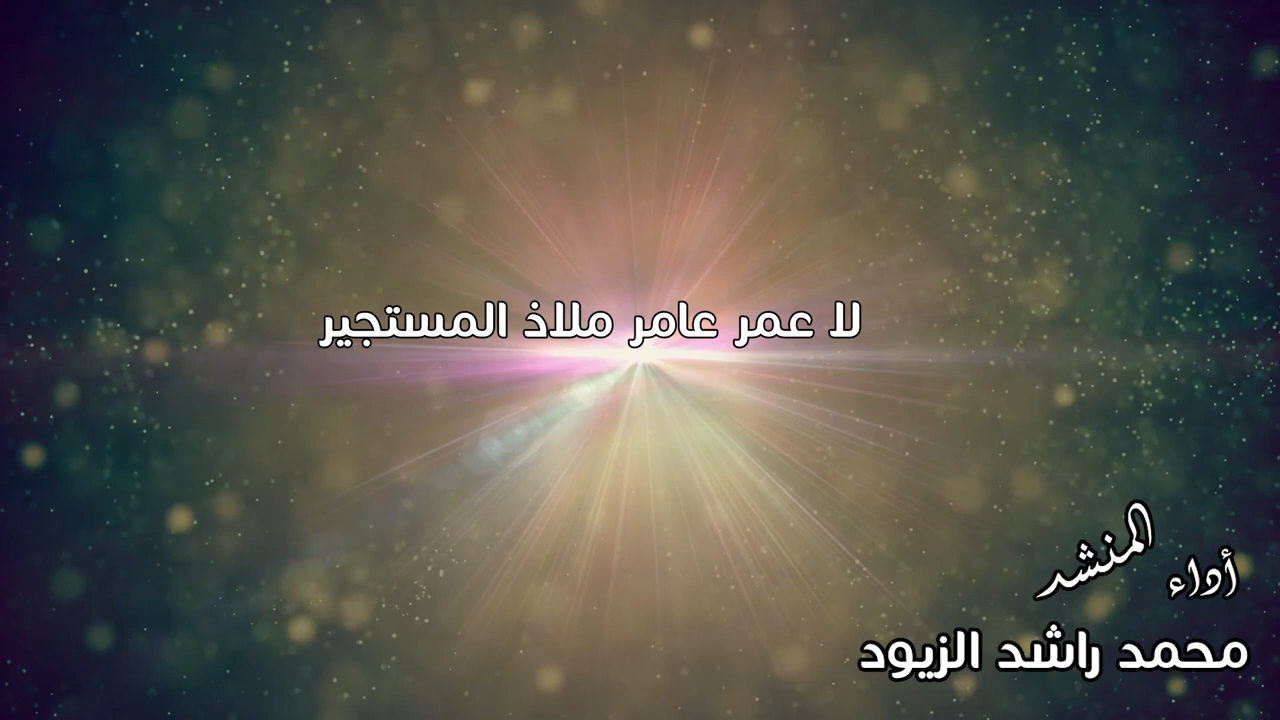 لا عمر عامر ملاذ المستجير
أداء المنشد
محمد راشد الزيود